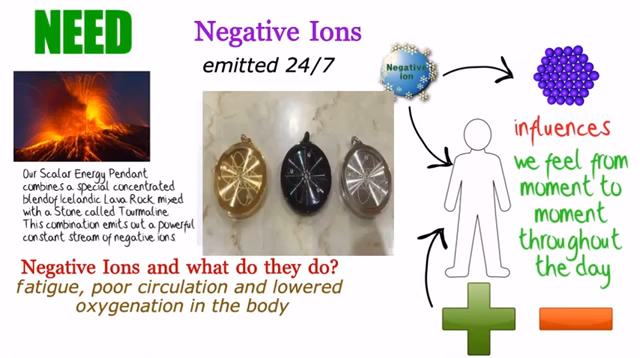 NEED
Negative Ions
emitted 24/7
Negative
ion
influences
we feel from
moment to
moment
throughout
the day
Our Scalar Energy Pendant
combines a special concentrated
blendof Icelandic Lava Rock, mixed
with a Stone called Tourmaline.
This combination emits out a powerful
constant stream of negative ions
Negative Ions and what do they do?
fatigue, poor circulation and lowered
oxygenation in the body